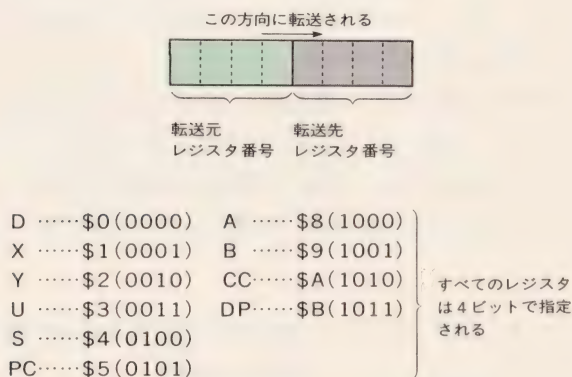 この方向に転送される
転送元 転送先
レジスタ番号 レジスタ番号
D ……$0(0000) A ……$8(1000)
X ……$1(0001) B ……$9(1001)
Y ……$2(0010) CC……$A(1010)
U ……$3(0011) DP……$B(1011)
S ……$4(0100)
PC……$5(0101)
すべてのレジスタ
は4ビットで指定
される